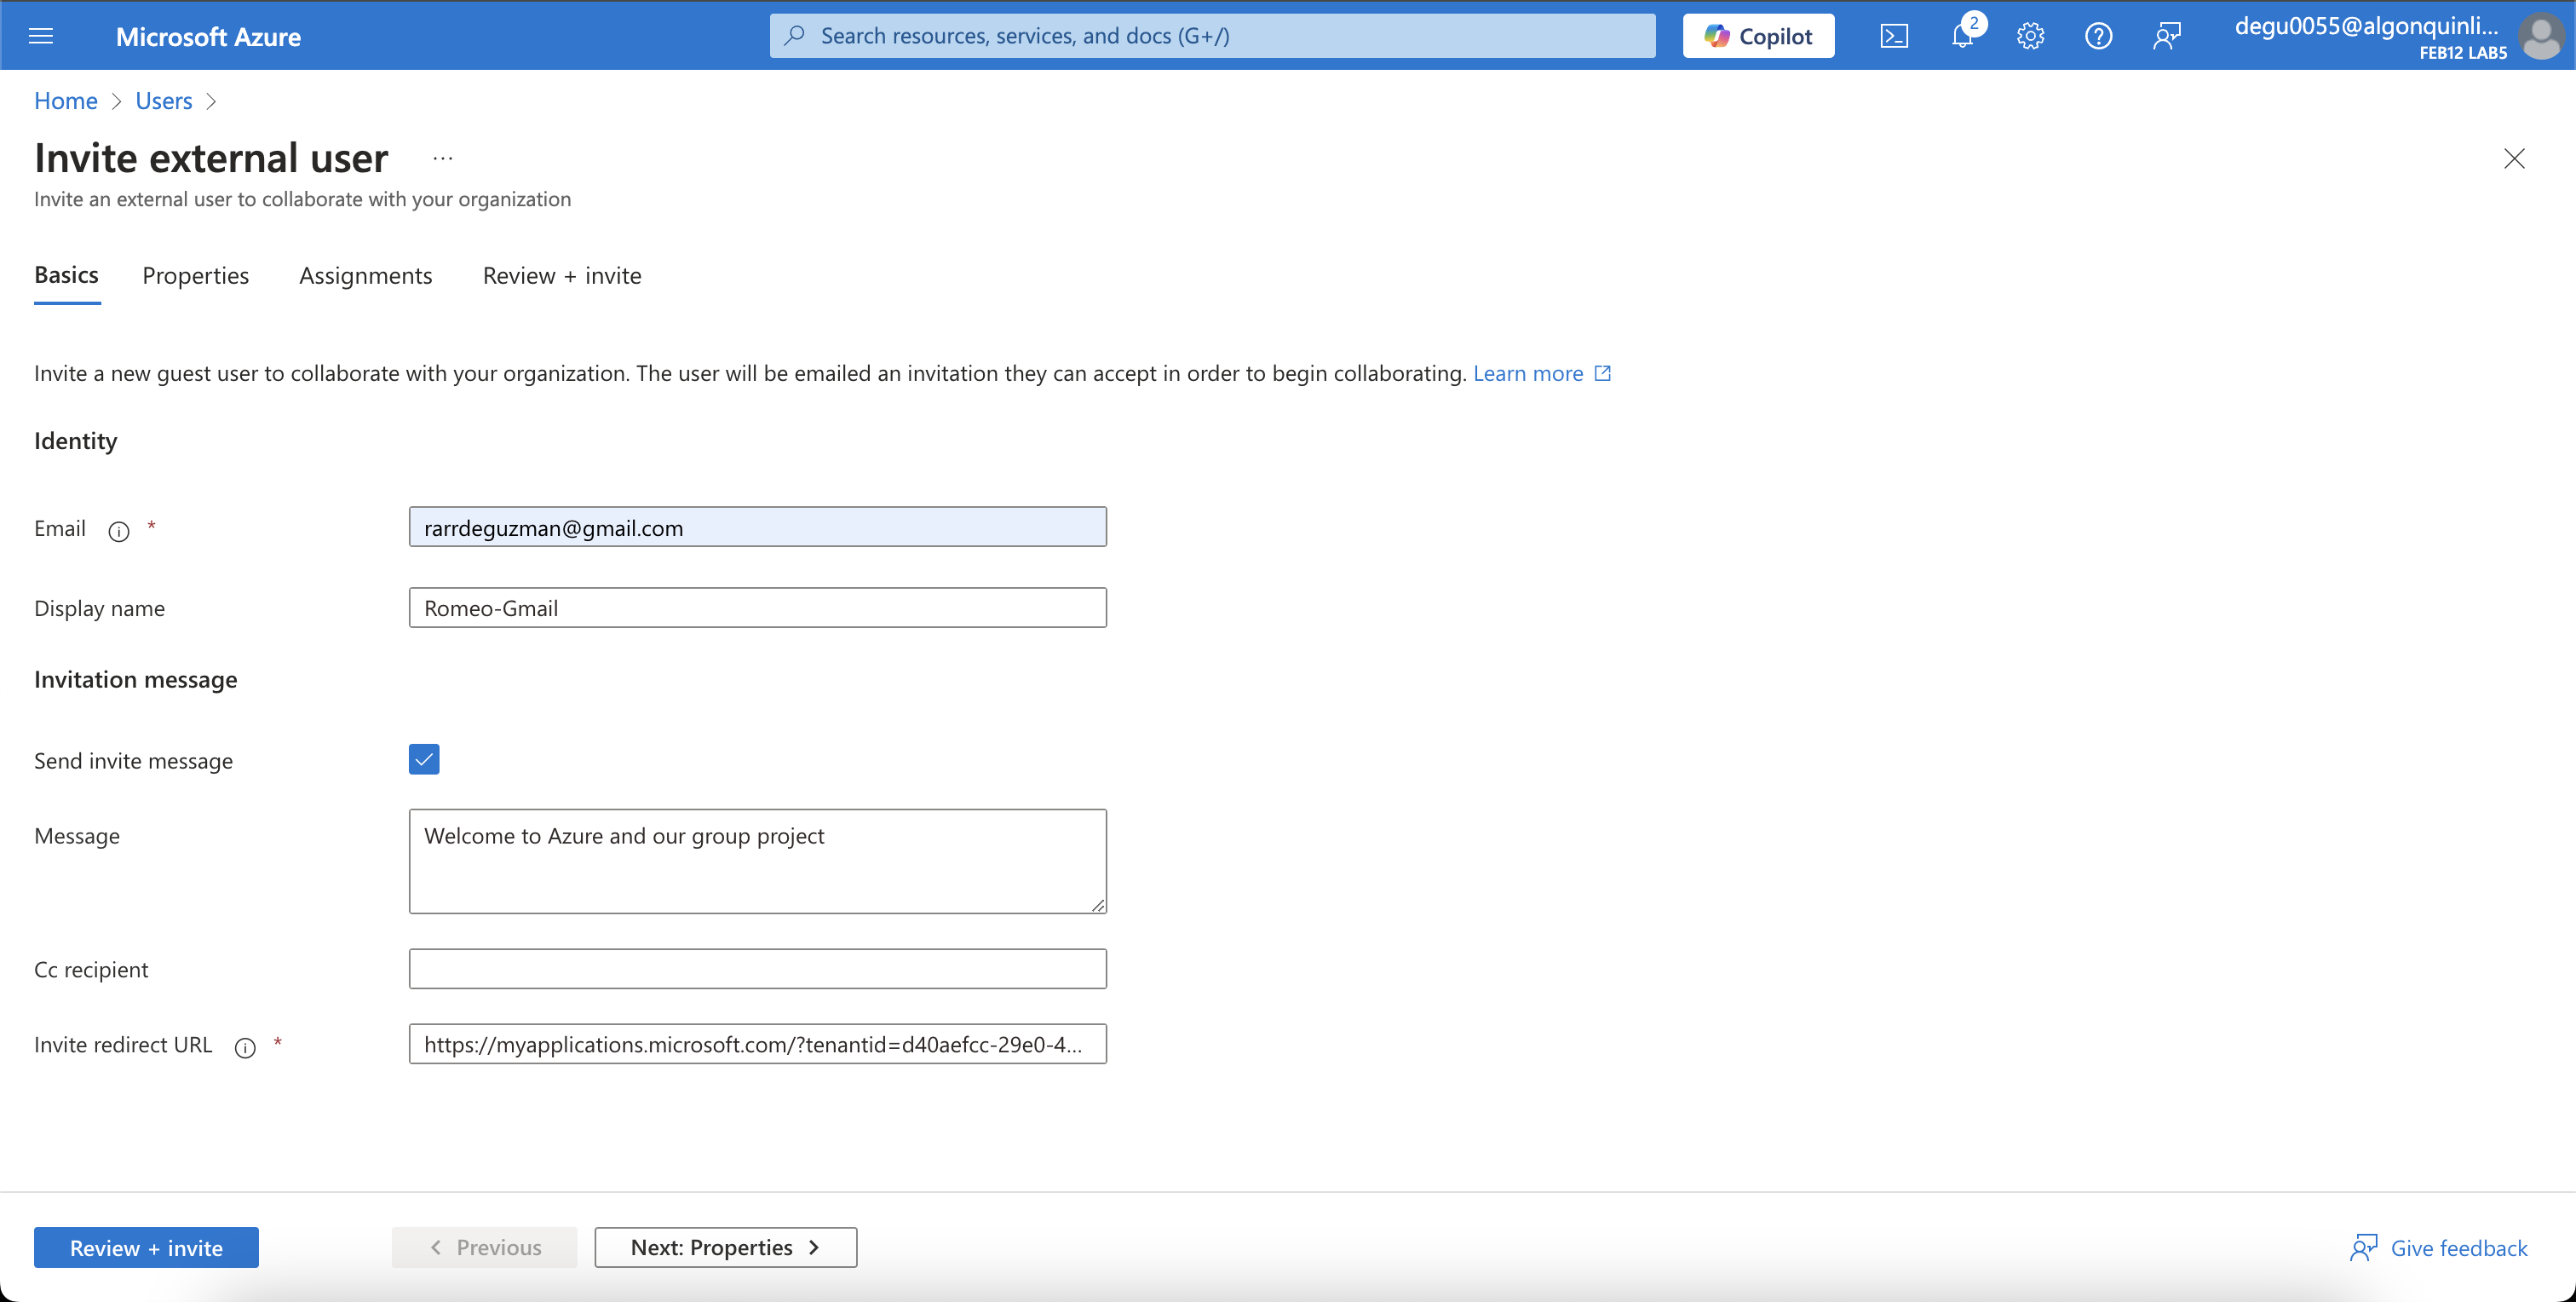 Microsoft Azure
Search resources, services, and docs (G+/)
Copilot
2
degu0055@algonquinli...
FEB12 LAB5
Home > Users >
Invite external user ...
Invite an external user to collaborate with your organization
Basics Properties Assignments Review + invite
Invite a new guest user to collaborate with your organization. The user will be emailed an invitation they can accept in order to begin collaborating. Learn more
Identity
Email * rarrdeguzman@gmail.com
Display name Romeo-Gmail
Invitation message
Send invite message
Message Welcome to Azure and our group project
Cc recipient
Invite redirect URL * https://myapplications.microsoft.com/?tenantid=d40aefcc-29e0-4...
Review + invite < Previous Next: Properties > Give feedback